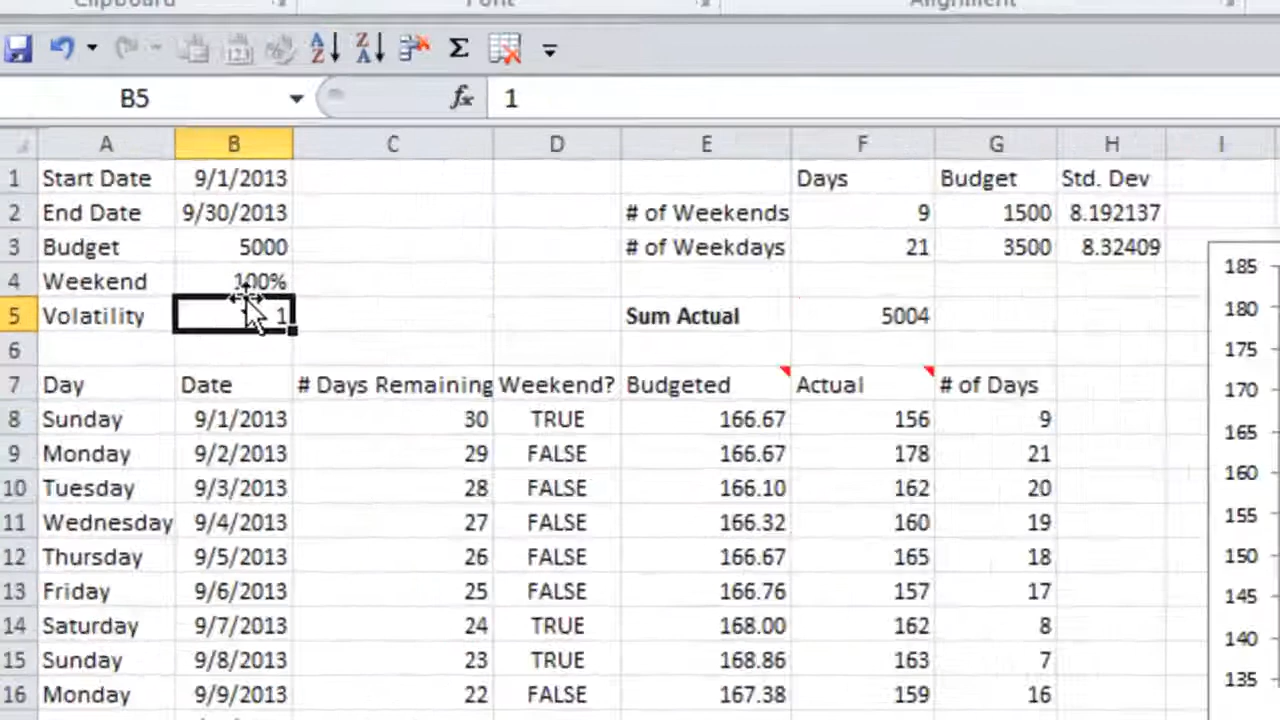 Clipboard Font Alignment
B5 fx 1
A B C D E F G H I
1 Start Date 9/1/2013 Days Budget Std. Dev
2 End Date 9/30/2013 # of Weekends 9 1500 8.192137
3 Budget 5000 # of Weekdays 21 3500 8.32409
4 Weekend 100%
5 Volatility 1 Sum Actual 5004
6
7 Day Date # Days Remaining Weekend? Budgeted Actual # of Days
8 Sunday 9/1/2013 30 TRUE 166.67 156 9
9 Monday 9/2/2013 29 FALSE 166.67 178 21
10 Tuesday 9/3/2013 28 FALSE 166.10 162 20
11 Wednesday 9/4/2013 27 FALSE 166.32 160 19
12 Thursday 9/5/2013 26 FALSE 166.67 165 18
13 Friday 9/6/2013 25 FALSE 166.76 157 17
14 Saturday 9/7/2013 24 TRUE 168.00 162 8
15 Sunday 9/8/2013 23 TRUE 168.86 163 7
16 Monday 9/9/2013 22 FALSE 167.38 159 16
185
180
175
170
165
160
155
150
145
140
135